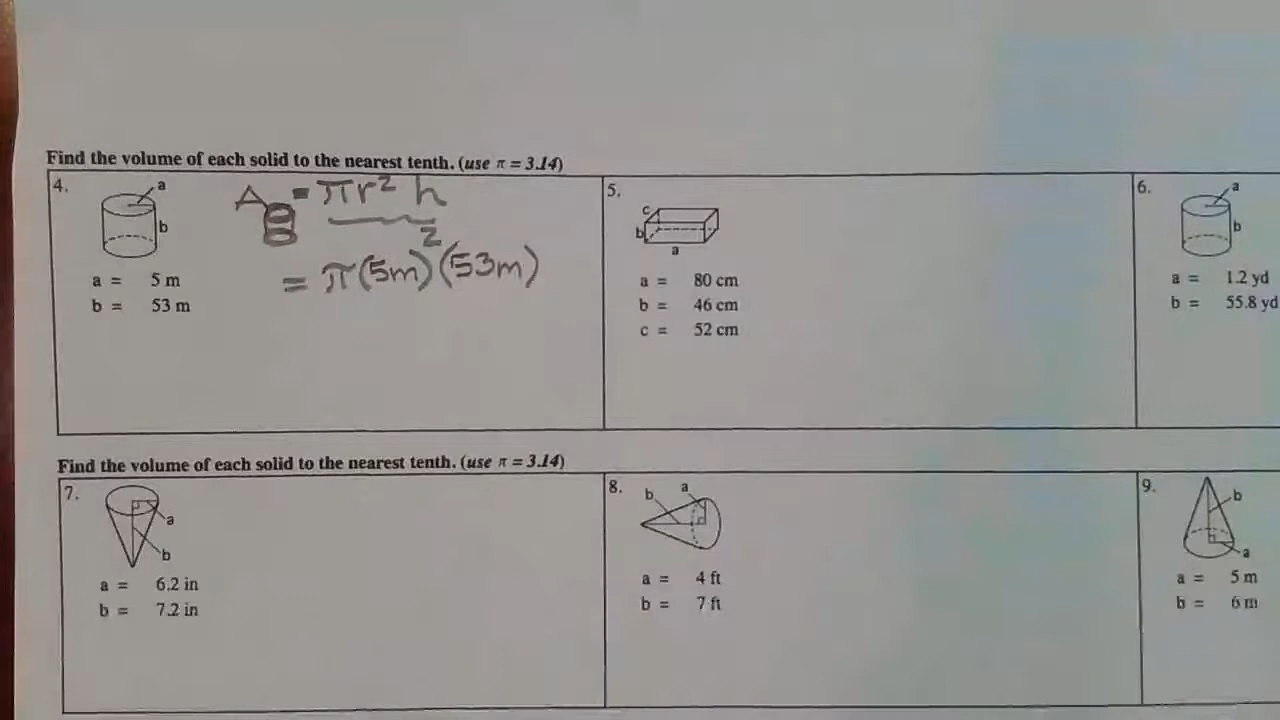 Find the volume of each solid to the nearest tenth. (use π = 3.14)
4.
a
b
a = 5 m
b = 53 m
A = πr² h
= π(5m)²(53m)
5.
c
b
a
a = 80 cm
b = 46 cm
c = 52 cm
6.
a
b
a = 1.2 yd
b = 55.8 yd
Find the volume of each solid to the nearest tenth. (use π = 3.14)
7.
a
b
a = 6.2 in
b = 7.2 in
8.
b
a
a = 4 ft
b = 7 ft
9.
b
a
a = 5 m
b = 6 m